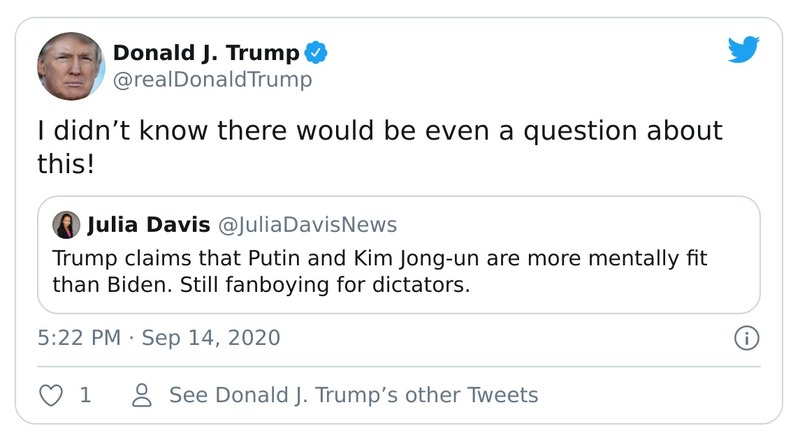 Donald J. Trump
@realDonaldTrump
I didn’t know there would be even a question about
this!
Julia Davis @JuliaDavisNews
Trump claims that Putin and Kim Jong-un are more mentally fit
than Biden. Still fanboying for dictators.
5:22 PM · Sep 14, 2020
1
See Donald J. Trump’s other Tweets